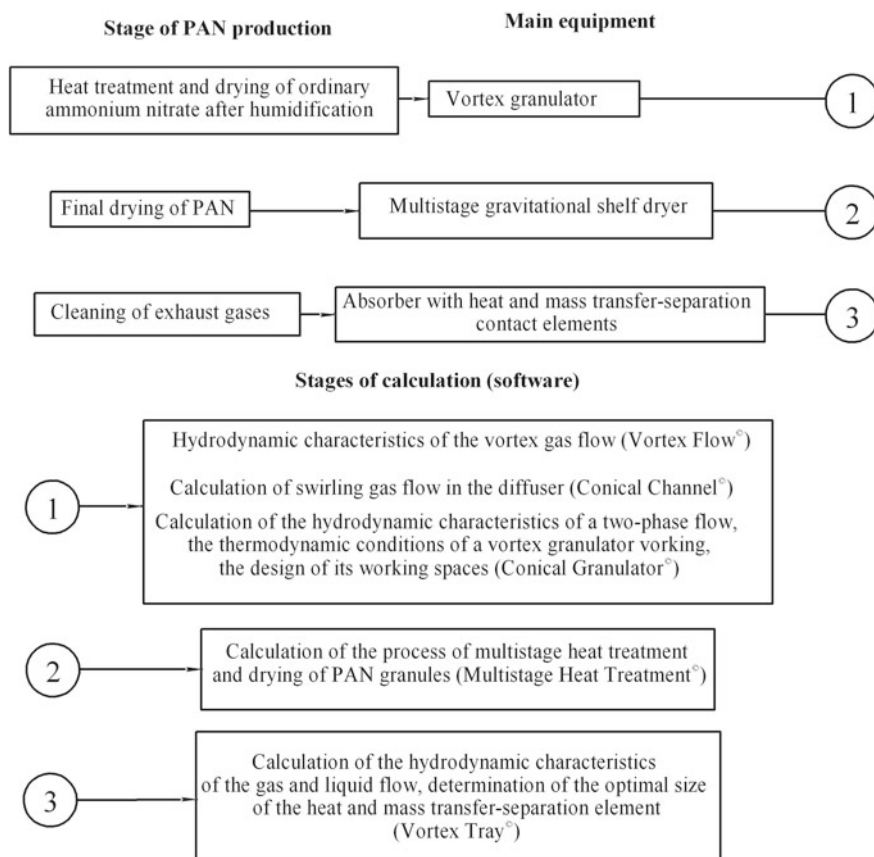 Stage of PAN production
Main equipment
Heat treatment and drying of ordinary
ammonium nitrate after humidification
Vortex granulator
1
Final drying of PAN
Multistage gravitational shelf dryer
2
Cleaning of exhaust gases
Absorber with heat and mass transfer-separation
contact elements
3
Stages of calculation (software)
1
Hydrodynamic characteristics of the vortex gas flow (Vortex Flow©)
Calculation of swirling gas flow in the diffuser (Conical Channel©)
Calculation of the hydrodynamic characteristics of a two-phase flow,
the thermodynamic conditions of a vortex granulator vorking,
the design of its working spaces (Conical Granulator©)
2
Calculation of the process of multistage heat treatment
and drying of PAN granules (Multistage Heat Treatment©)
3
Calculation of the hydrodynamic characteristics
of the gas and liquid flow, determination of the optimal size
of the heat and mass transfer-separation element
(Vortex Tray©)